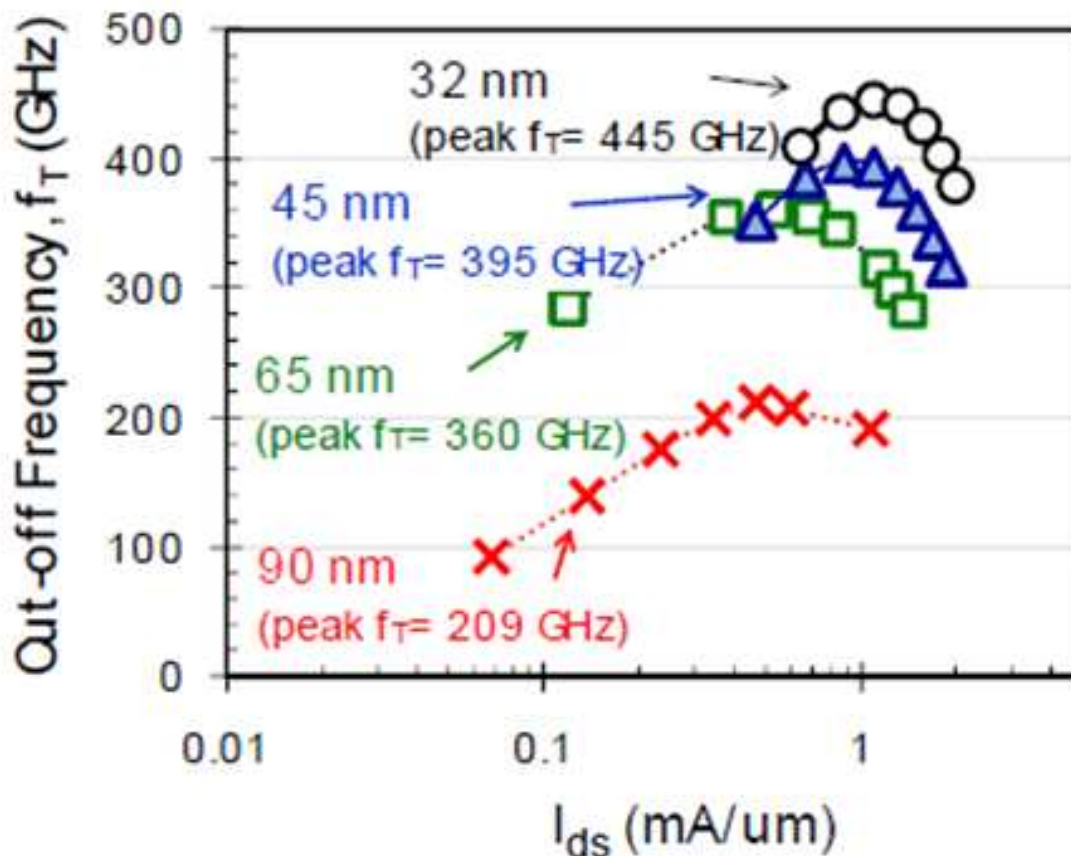 Cut-off Frequency, fT (GHz)
500
400
300
200
100
0
32 nm
(peak fT= 445 GHz)
45 nm
(peak fT= 395 GHz)
65 nm
(peak fT= 360 GHz)
90 nm
(peak fT= 209 GHz)
0.01
0.1
1
Ids (mA/um)